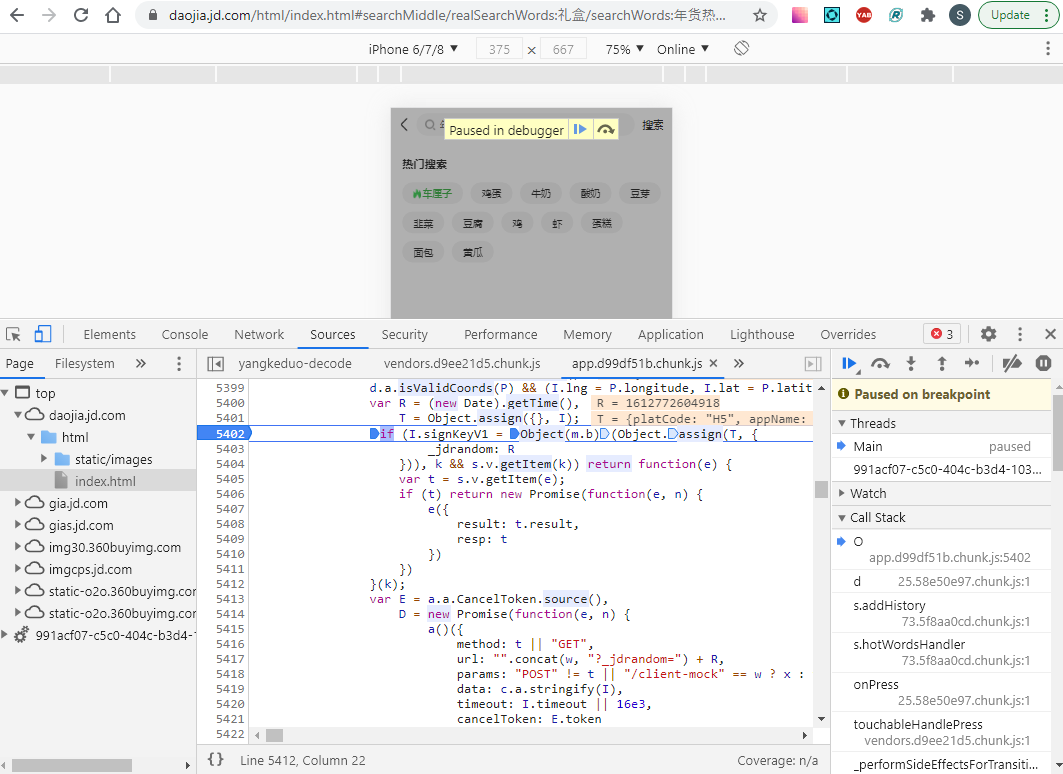 daojia.jd.com/html/index.html#searchMiddle/realSearchWords:礼盒/searchWords:年货热...
YAB
S
Update
iPhone 6/7/8 ▼ 375 × 667 75% ▼ Online ▼
Paused in debugger
搜索
热门搜索
车厘子 鸡蛋 牛奶 酸奶 豆芽
韭菜 豆腐 鸡 虾 蛋糕
面包 黄瓜
Elements Console Network Sources Security Performance Memory Application Lighthouse Overrides 3
Page Filesystem » yangkeduo-decode vendors.d9ee21d5.chunk.js app.d99df51b.chunk.js × »
top
daojia.jd.com
html
static/images
index.html
gia.jd.com
gias.jd.com
img30.360buyimg.com
imgcps.jd.com
static-o2o.360buyimg.cor
static-o2o.360buyimg.com
991acf07-c5c0-404c-b3d4-1
5399 d.a.isValidCoords(P) && (I.lng = P.longitude, I.lat = P.latit
5400 var R = (new Date).getTime(), R = 1612772604918
5401 T = Object.assign({}, I); T = {platCode: "H5", appName:
5402 if (I.signKeyV1 = Object(m.b)(Object.assign(T, {
5403 _jdrandom: R
5404 })), k && s.v.getItem(k)) return function(e) {
5405 var t = s.v.getItem(e);
5406 if (t) return new Promise(function(e, n) {
5407 e({
5408 result: t.result,
5409 resp: t
5410 })
5411 })
5412 }(k);
5413 var E = a.a.CancelToken.source(),
5414 D = new Promise(function(e, n) {
5415 a()({
5416 method: t || "GET",
5417 url: "".concat(w, "?_jdrandom=") + R,
5418 params: "POST" != t || "/client-mock" == w ? x :
5419 data: c.a.stringify(I),
5420 timeout: I.timeout || 16e3,
5421 cancelToken: E.token
5422
{} Line 5412, Column 22 Coverage: n/a
Paused on breakpoint
Threads
Main paused
991acf07-c5c0-404c-b3d4-103...
Watch
Call Stack
O
app.d99df51b.chunk.js:5402
d 25.58e50e97.chunk.js:1
s.addHistory
73.5f8aa0cd.chunk.js:1
s.hotWordsHandler
73.5f8aa0cd.chunk.js:1
onPress
25.58e50e97.chunk.js:1
touchableHandlePress
vendors.d9ee21d5.chunk.js:1
_performSideEffectsForTransiti...